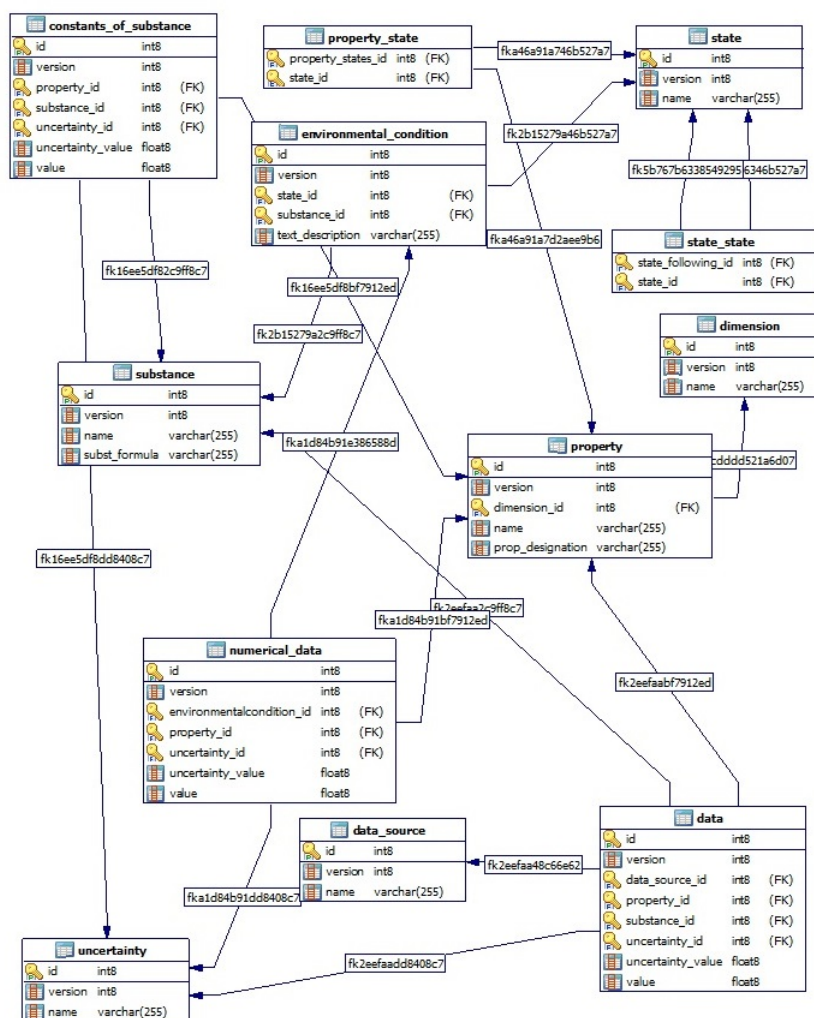 constants_of_substance
id int8
version int8
property_id int8 (FK)
substance_id int8 (FK)
uncertainty_id int8 (FK)
uncertainty_value float8
value float8
property_state
property_states_id int8 (FK)
state_id int8 (FK)
fka46a91a746b527a7
state
id int8
version int8
name varchar(255)
environmental_condition
id int8
version int8
state_id int8 (FK)
substance_id int8 (FK)
text_description varchar(255)
fk2b15279a46b527a7
fk5b767b6338549295
6346b527a7
fka46a91a7d2aee9b6
state_state
state_following_id int8 (FK)
state_id int8 (FK)
fk16ee5df82c9ff8c7
fk16ee5df8bf7912ed
fk2b15279a2c9ff8c7
dimension
id int8
version int8
name varchar(255)
substance
id int8
version int8
name varchar(255)
subst_formula varchar(255)
fka1d84b91e386588d
property
id int8
version int8
dimension_id int8 (FK)
name varchar(255)
prop_designation varchar(255)
cdddd521a6d07
fk16ee5df8dd8408c7
fk2eefaa2c9ff8c7
fka1d84b91bf7912ed
numerical_data
id int8
version int8
environmentalcondition_id int8 (FK)
property_id int8 (FK)
uncertainty_id int8 (FK)
uncertainty_value float8
value float8
fk2eefaabf7912ed
data_source
id int8
version int8
name varchar(255)
fk2eefaa48c66e62
data
id int8
version int8
data_source_id int8 (FK)
property_id int8 (FK)
substance_id int8 (FK)
uncertainty_id int8 (FK)
uncertainty_value float8
value float8
fka1d84b91dd8408c7
uncertainty
id int8
version int8
name varchar(255)
fk2eefaadd8408c7